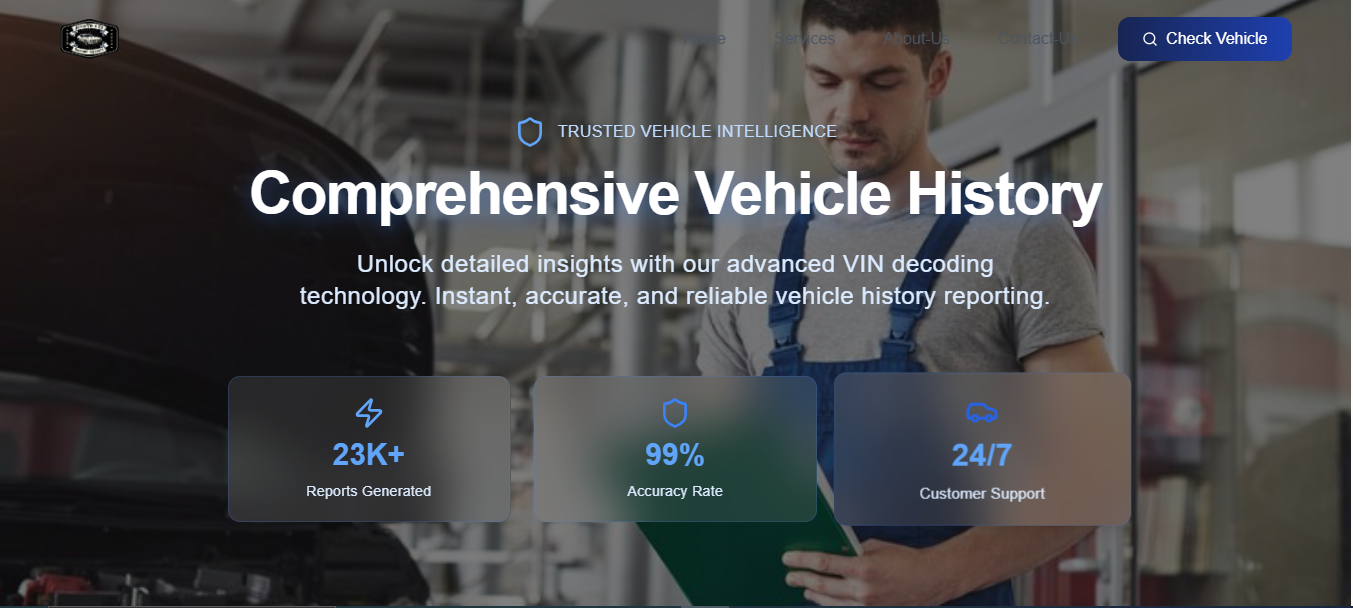 Home Services About-Us Contact-Us Check Vehicle
TRUSTED VEHICLE INTELLIGENCE
Comprehensive Vehicle History
Unlock detailed insights with our advanced VIN decoding
technology. Instant, accurate, and reliable vehicle history reporting.
23K+ 99% 24/7
Reports Generated Accuracy Rate Customer Support